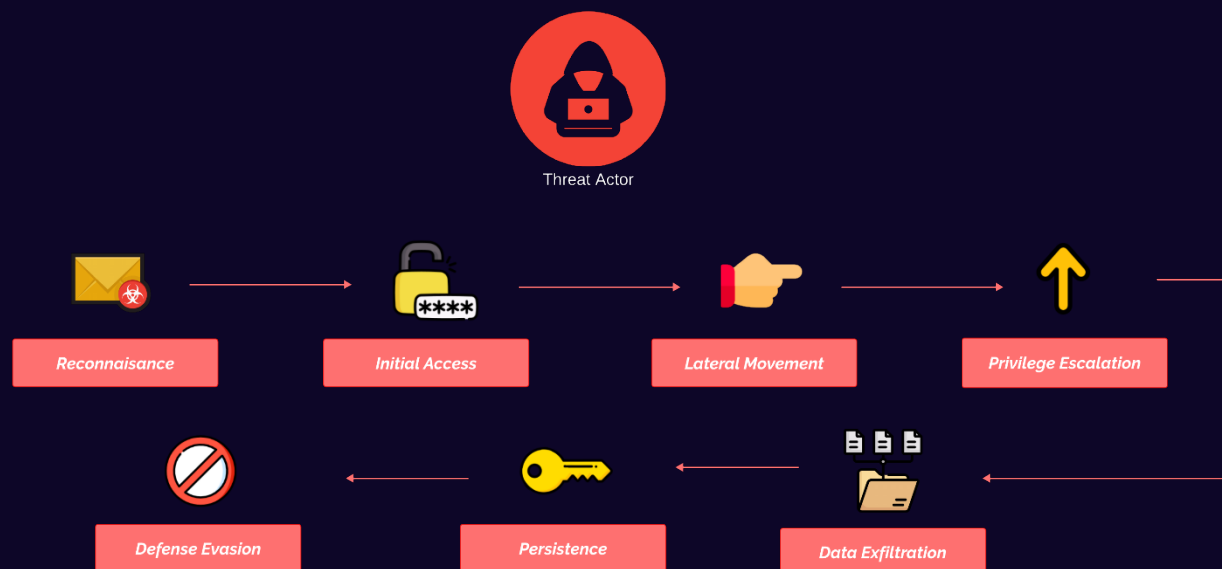 Threat Actor
****
Reconnaisance
Initial Access
Lateral Movement
Privilege Escalation
Data Exfiltration
Persistence
Defense Evasion